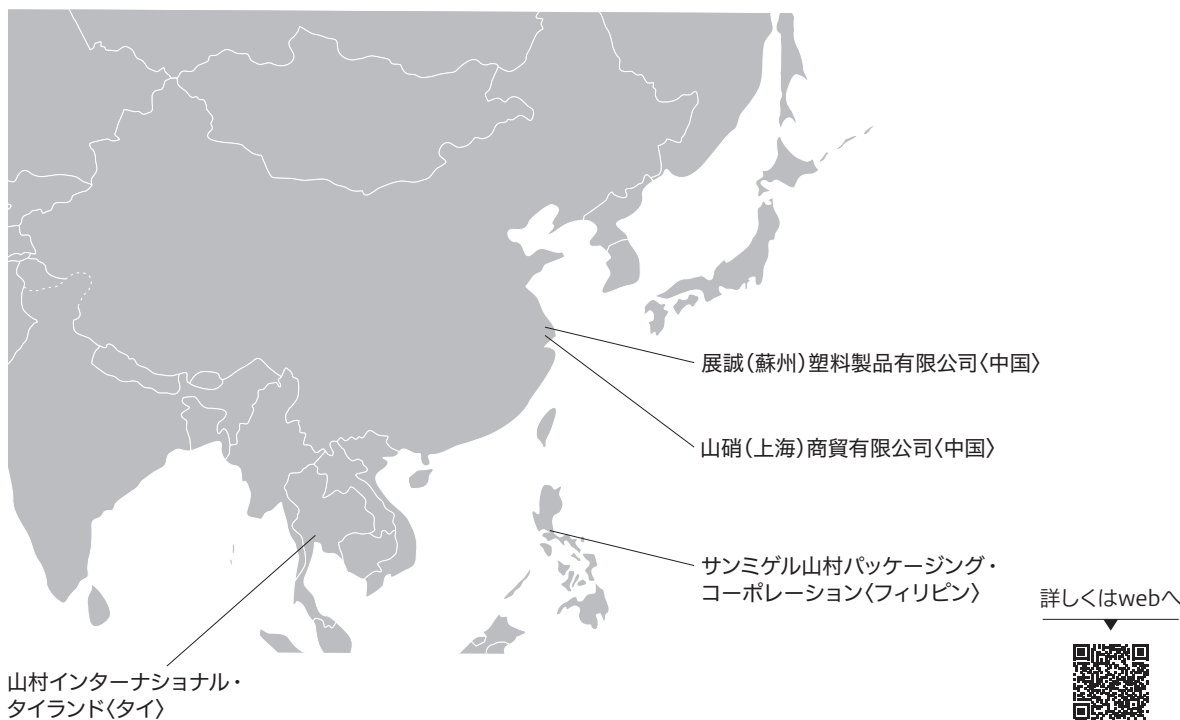 展誠（蘇州）塑料製品有限公司〈中国〉
山硝（上海）商貿有限公司〈中国〉
サンミゲル山村パッケージング・
コーポレーション〈フィリピン〉
詳しくはwebへ
山村インターナショナル・
タイランド〈タイ〉